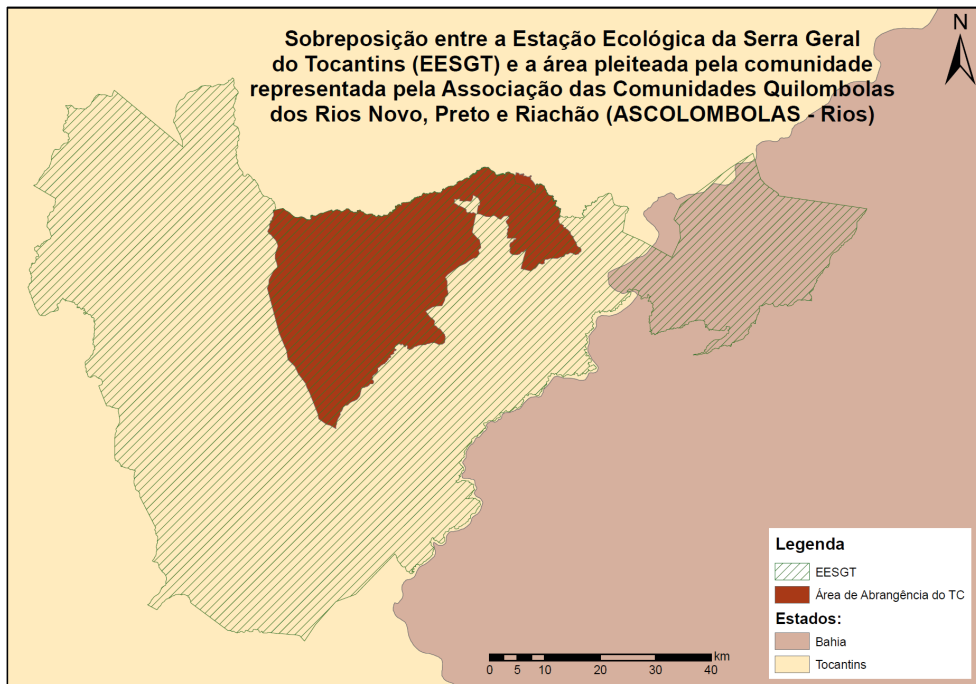 Sobreposição entre a Estação Ecológica da Serra Geral
do Tocantins (EESGT) e a área pleiteada pela comunidade
representada pela Associação das Comunidades Quilombolas
dos Rios Novo, Preto e Riachão (ASCOLOMBOLAS - Rios)
N
Legenda
EESGT
Área de Abrangência do TC
Estados:
Bahia
Tocantins
km
0 5 10 20 30 40